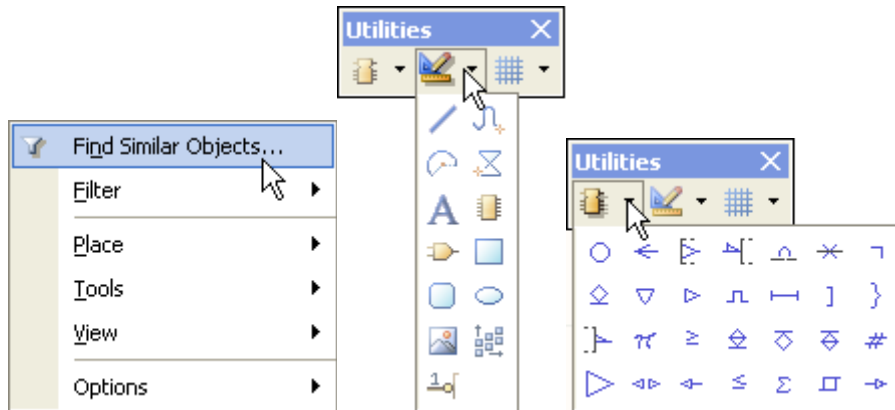 Utilities
Find Similar Objects...
Filter
Place
Tools
View
Options
Utilities